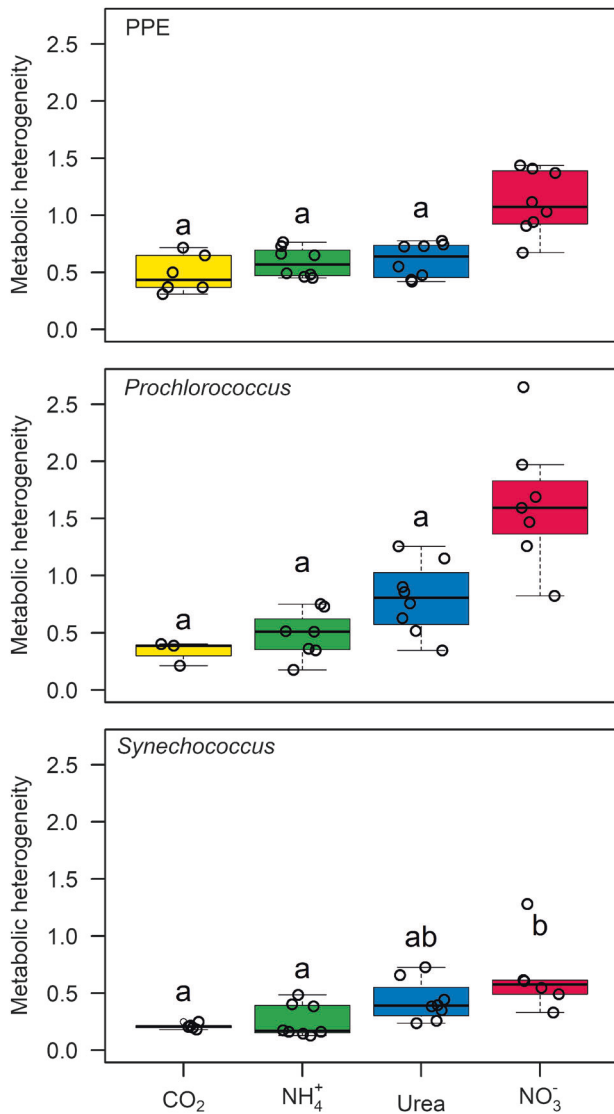 PPE
Metabolic heterogeneity
2.5
2.0
1.5
1.0
0.5
0.0
a
a
a
Prochlorococcus
Metabolic heterogeneity
2.5
2.0
1.5
1.0
0.5
0.0
a
a
a
Synechococcus
Metabolic heterogeneity
2.5
2.0
1.5
1.0
0.5
0.0
a
a
ab
b
CO₂ NH₄⁺ Urea NO₃⁻